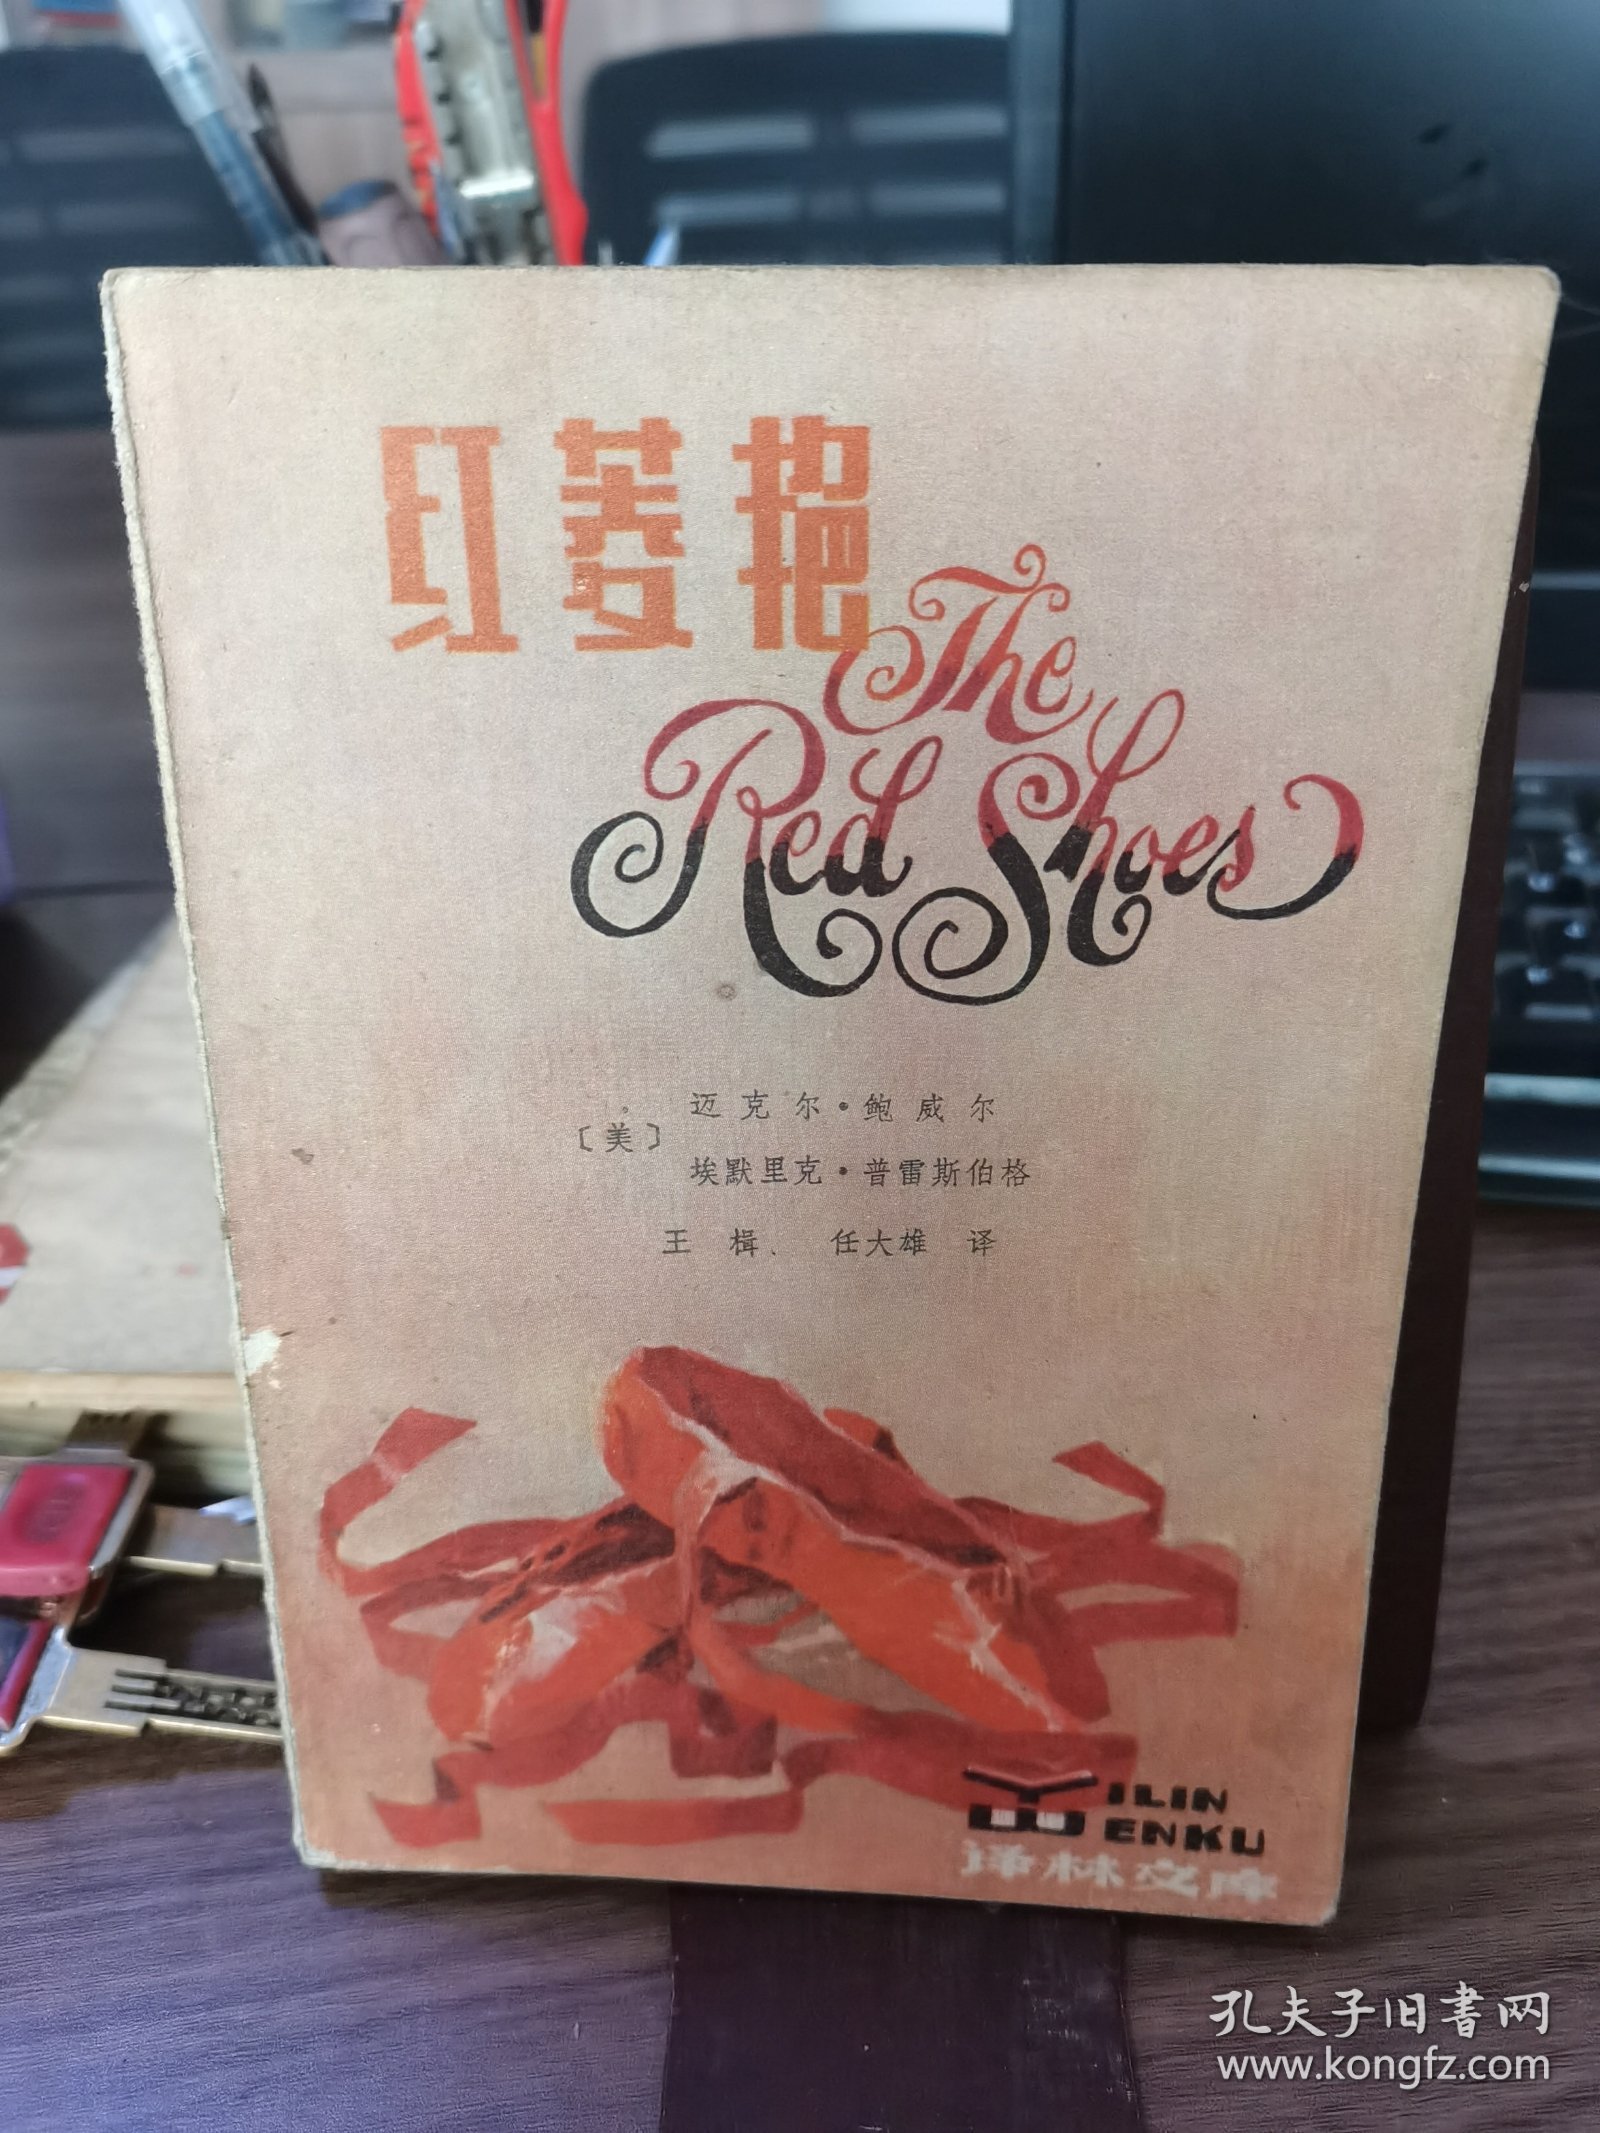 红菱艳
The
Red Shoes
〔美〕
迈克尔·鲍威尔
埃默里克·普雷斯伯格
王楫、任大雄 译
YILIN
WENKU
译林文库
孔夫子旧书网
www.kongfz.com